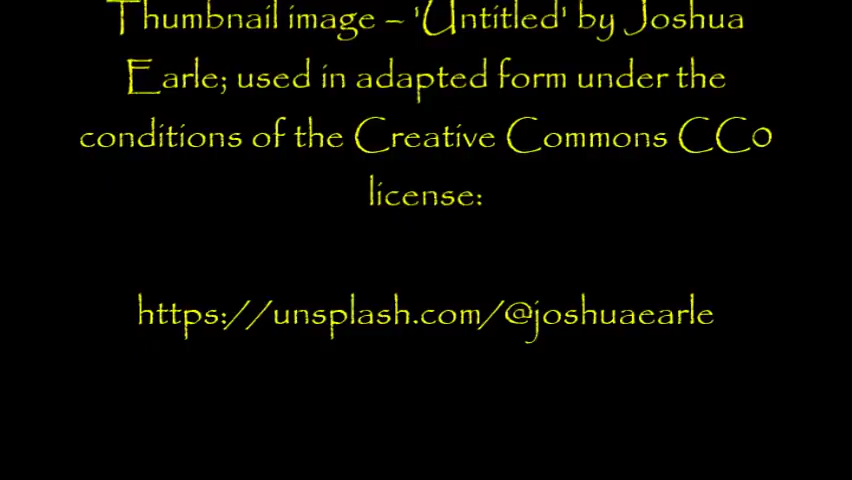 Thumbnail image – 'Untitled' by Joshua
Earle; used in adapted form under the
conditions of the Creative Commons CC0
license:
https://unsplash.com/@joshuaearle